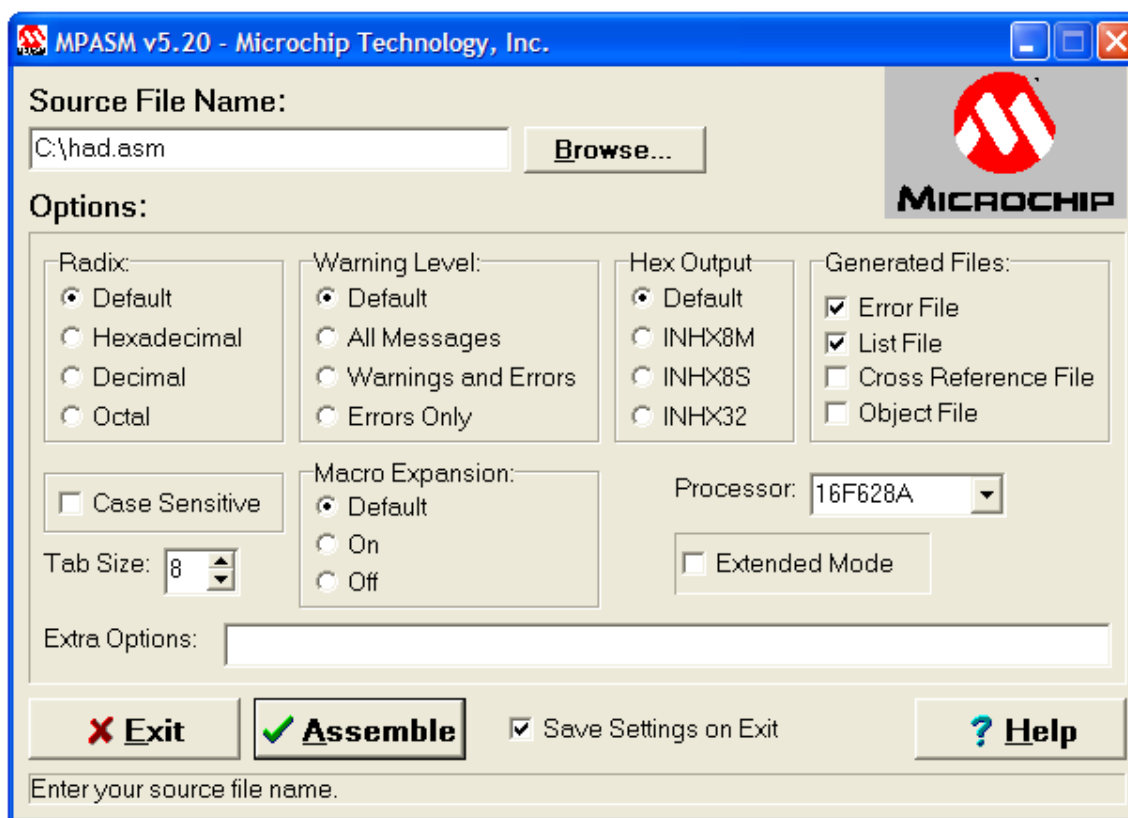 MPASM v5.20 - Microchip Technology, Inc.
Source File Name:
C:\had.asm
Browse...
MICROCHIP
Options:
Radix:
Default
Hexadecimal
Decimal
Octal
Warning Level:
Default
All Messages
Warnings and Errors
Errors Only
Hex Output
Default
INHX8M
INHX8S
INHX32
Generated Files:
Error File
List File
Cross Reference File
Object File
Case Sensitive
Tab Size: 8
Macro Expansion:
Default
On
Off
Processor: 16F628A
Extended Mode
Extra Options:
Exit
Assemble
Save Settings on Exit
? Help
Enter your source file name.